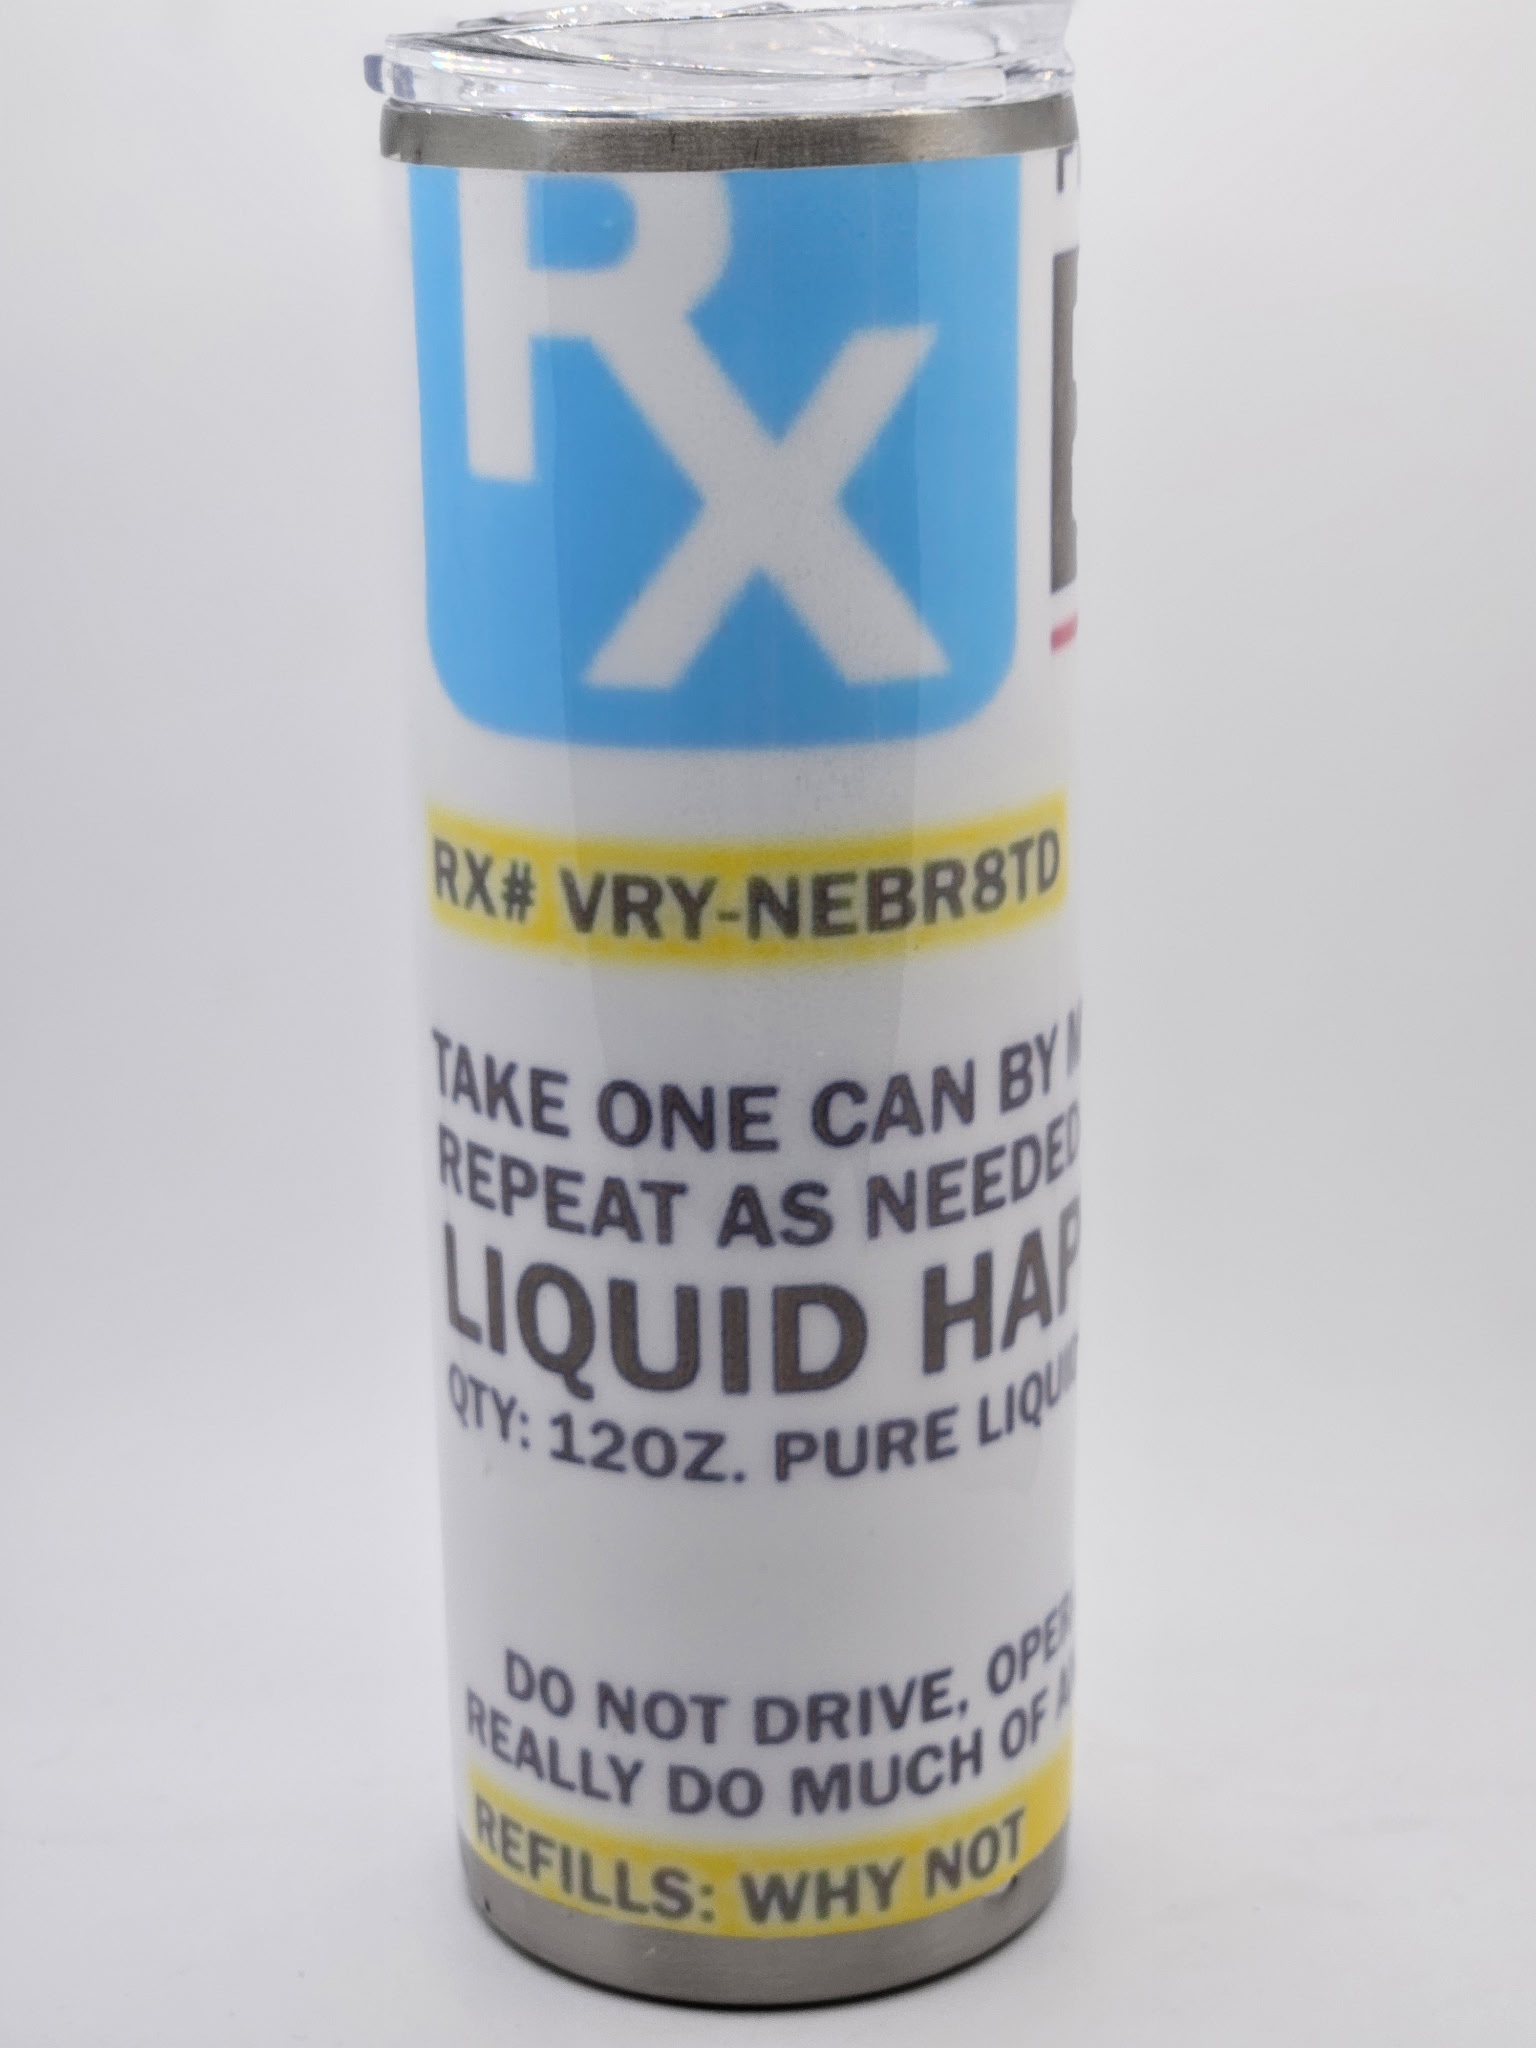 Rx
RX# VRY-NEBR8TD
TAKE ONE CAN BY
REPEAT AS NEEDED
LIQUID
QTY: 12OZ. PURE
DO NOT DRIVE,
REALLY DO MUCH OF
REFILLS: WHY NOT